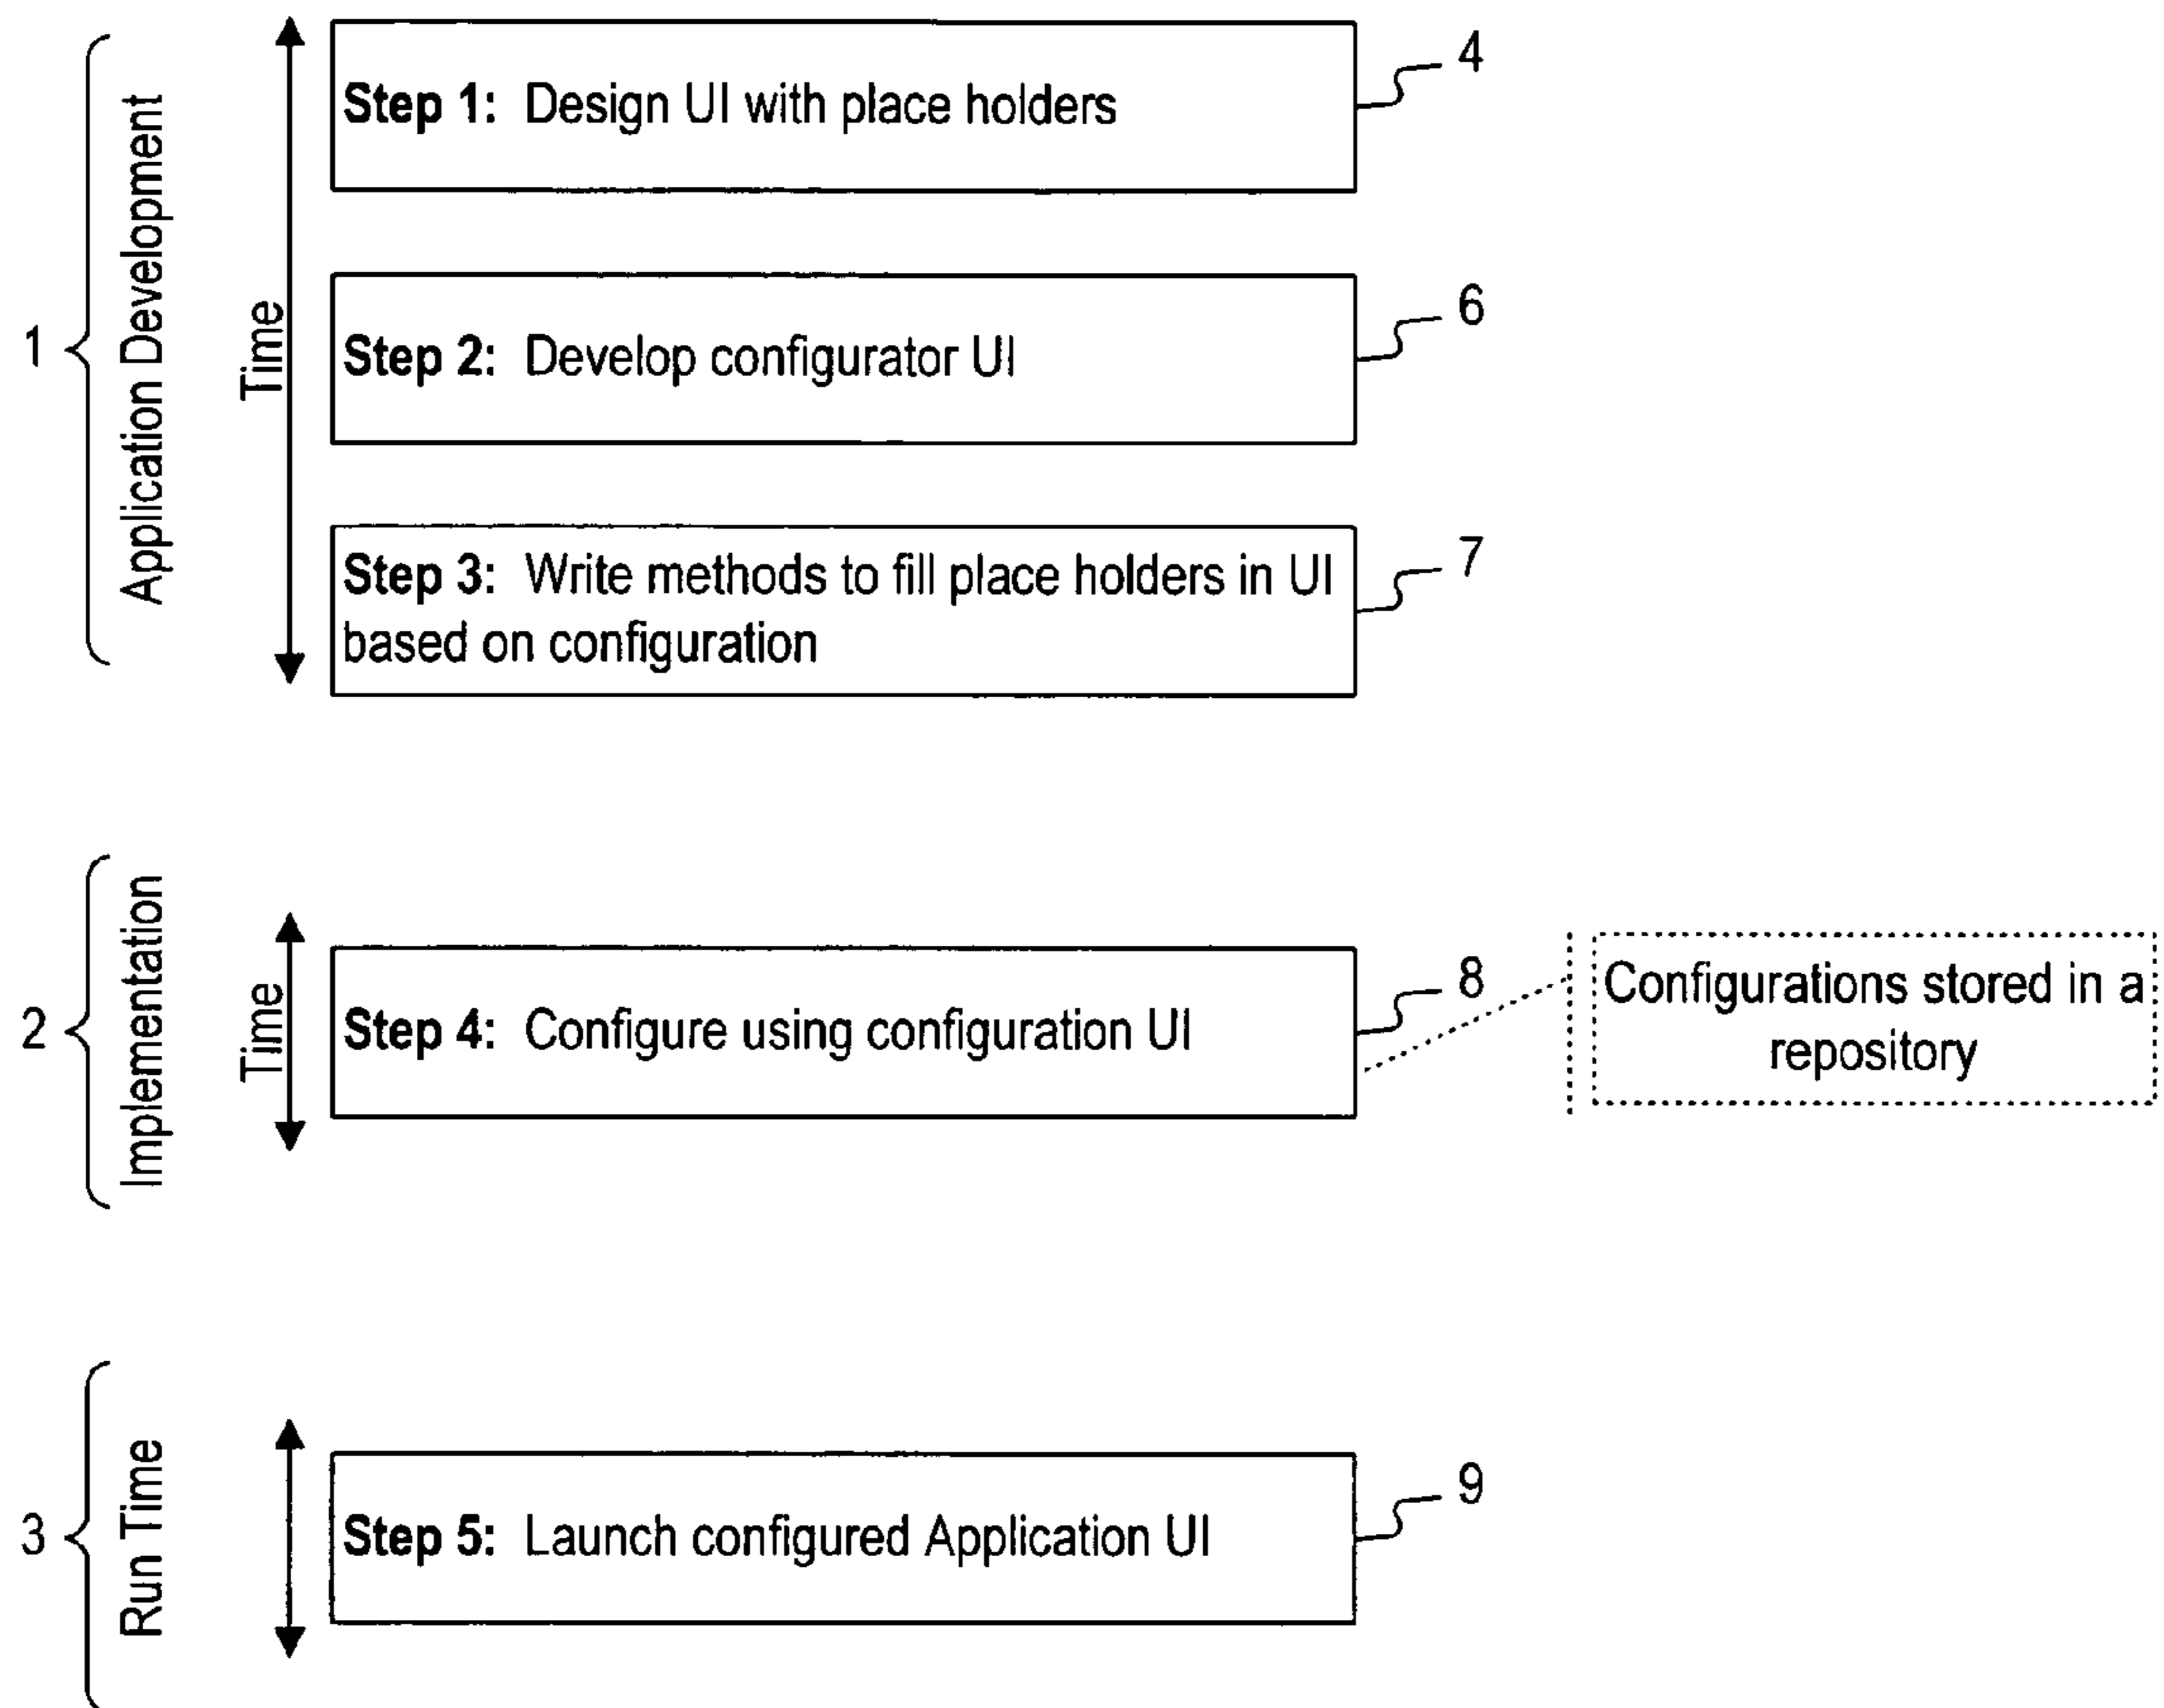 1
Application Development
Time
Step 1: Design UI with place holders
4
Step 2: Develop configurator UI
6
Step 3: Write methods to fill place holders in UI
based on configuration
7
2
Implementation
Time
Step 4: Configure using configuration UI
8
Configurations stored in a
repository
3
Run Time
Step 5: Launch configured Application UI
9